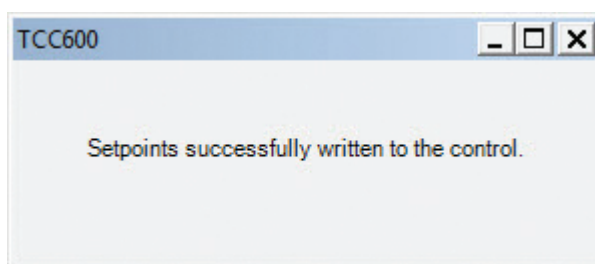 TCC600
Setpoints successfully written to the control.